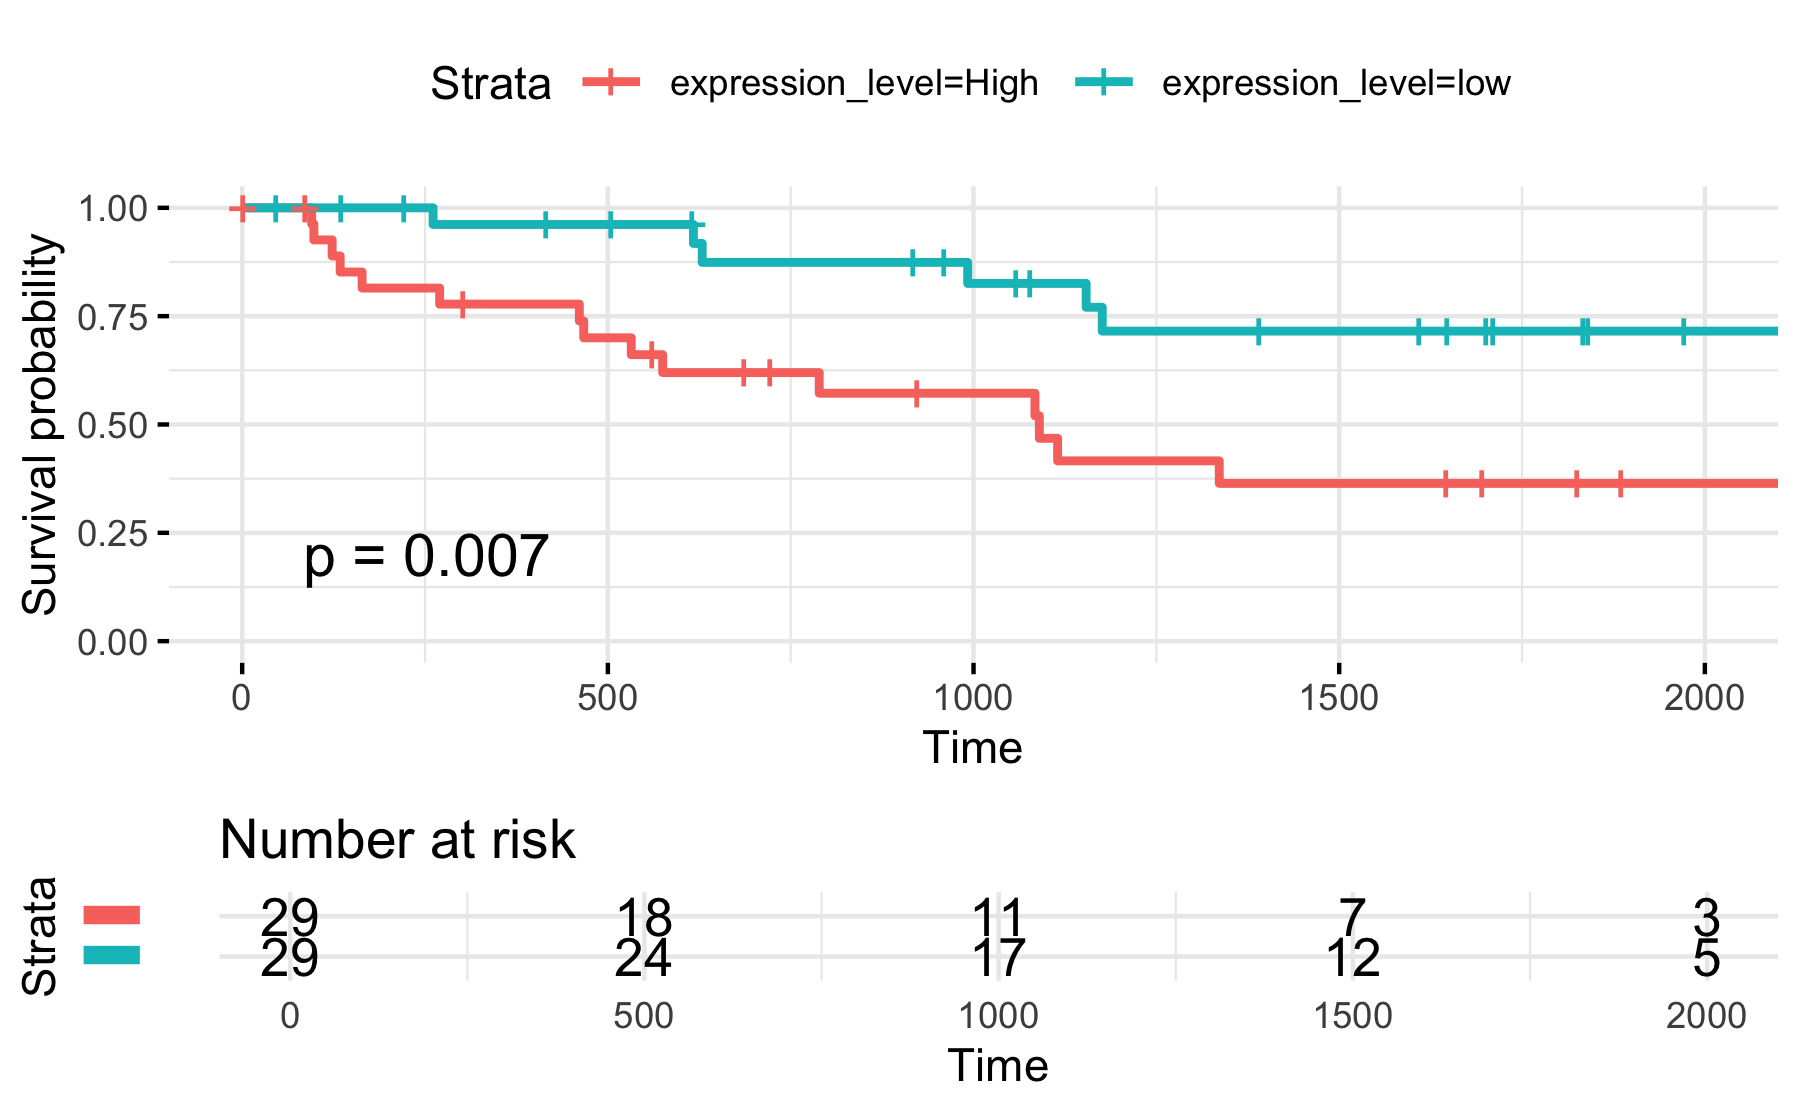 Strata expression_level=High expression_level=low
1.00
0.75
0.50
0.25
0.00
Survival probability
p = 0.007
0 500 1000 1500 2000
Time
Number at risk
Strata
29 18 11 7 3
29 24 17 12 5
0 500 1000 1500 2000
Time